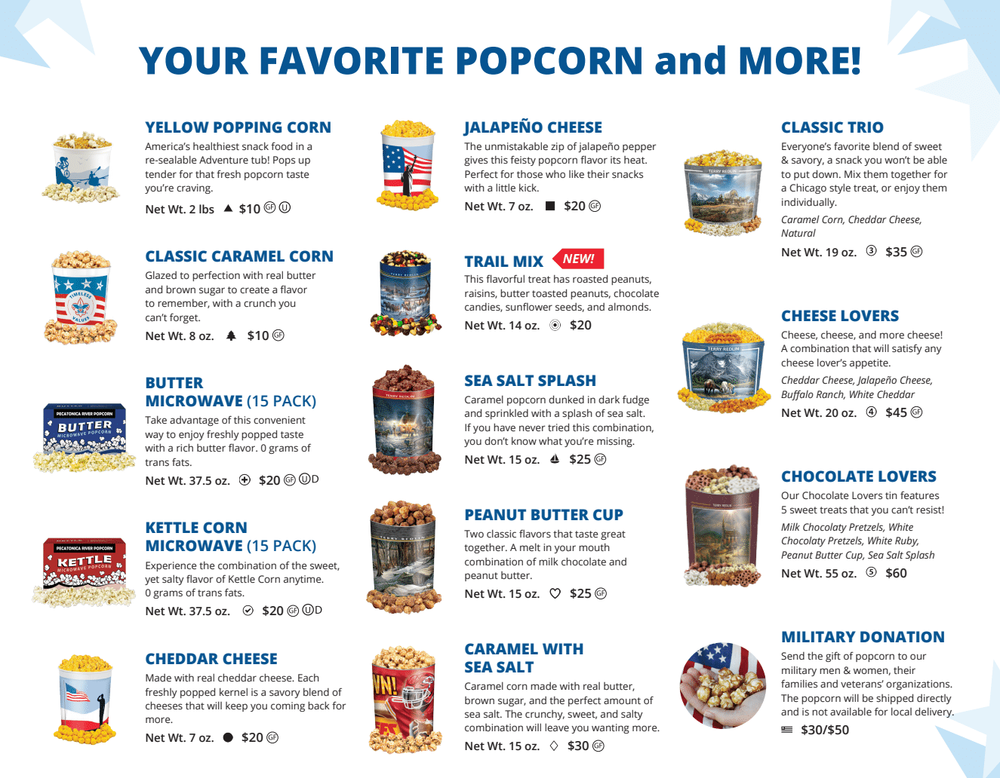 YOUR FAVORITE POPCORN and MORE!
YELLOW POPPING CORN
America's healthiest snack food in a
re-sealable Adventure tub! Pops up
tender for that fresh popcorn taste
you're craving.
Net Wt. 2 lbs ▲ $10 GF U
CLASSIC CARAMEL CORN
Glazed to perfection with real butter
and brown sugar to create a flavor
to remember, with a crunch you
can't forget.
Net Wt. 8 oz. $10 GF
TIMELESS
VALUES
BUTTER
MICROWAVE (15 PACK)
Take advantage of this convenient
way to enjoy freshly popped taste
with a rich butter flavor. 0 grams of
trans fats.
Net Wt. 37.5 oz. $20 GF UD
PECATONICA RIVER POPCORN
BUTTER
MICROWAVE POPCORN
KETTLE CORN
MICROWAVE (15 PACK)
Experience the combination of the sweet,
yet salty flavor of Kettle Corn anytime.
0 grams of trans fats.
Net Wt. 37.5 oz. $20 GF UD
PECATONICA RIVER POPCORN
KETTLE
MICROWAVE POPCORN
CHEDDAR CHEESE
Made with real cheddar cheese. Each
freshly popped kernel is a savory blend of
cheeses that will keep you coming back for
more.
Net Wt. 7 oz. ● $20 GF
JALAPEÑO CHEESE
The unmistakable zip of jalapeño pepper
gives this feisty popcorn flavor its heat.
Perfect for those who like their snacks
with a little kick.
Net Wt. 7 oz. ■ $20 GF
TRAIL MIX NEW!
This flavorful treat has roasted peanuts,
raisins, butter toasted peanuts, chocolate
candies, sunflower seeds, and almonds.
Net Wt. 14 oz. $20
TERRY REDLIN
SEA SALT SPLASH
Caramel popcorn dunked in dark fudge
and sprinkled with a splash of sea salt.
If you have never tried this combination,
you don't know what you're missing.
Net Wt. 15 oz. $25 GF
TERRY REDLIN
PEANUT BUTTER CUP
Two classic flavors that taste great
together. A melt in your mouth
combination of milk chocolate and
peanut butter.
Net Wt. 15 oz. ♡ $25 GF
TERRY REDLIN
CARAMEL WITH
SEA SALT
Caramel corn made with real butter,
brown sugar, and the perfect amount of
sea salt. The crunchy, sweet, and salty
combination will leave you wanting more.
Net Wt. 15 oz. ◇ $30 GF
CLASSIC TRIO
Everyone's favorite blend of sweet
& savory, a snack you won't be able
to put down. Mix them together for
a Chicago style treat, or enjoy them
individually.
Caramel Corn, Cheddar Cheese,
Natural
Net Wt. 19 oz. ③ $35 GF
TERRY REDLIN
CHEESE LOVERS
Cheese, cheese, and more cheese!
A combination that will satisfy any
cheese lover's appetite.
Cheddar Cheese, Jalapeño Cheese,
Buffalo Ranch, White Cheddar
Net Wt. 20 oz. ④ $45 GF
TERRY REDLIN
CHOCOLATE LOVERS
Our Chocolate Lovers tin features
5 sweet treats that you can't resist!
Milk Chocolaty Pretzels, White
Chocolaty Pretzels, White Ruby,
Peanut Butter Cup, Sea Salt Splash
Net Wt. 55 oz. ⑤ $60
TERRY REDLIN
MILITARY DONATION
Send the gift of popcorn to our
military men & women, their
families and veterans' organizations.
The popcorn will be shipped directly
and is not available for local delivery.
$30/$50